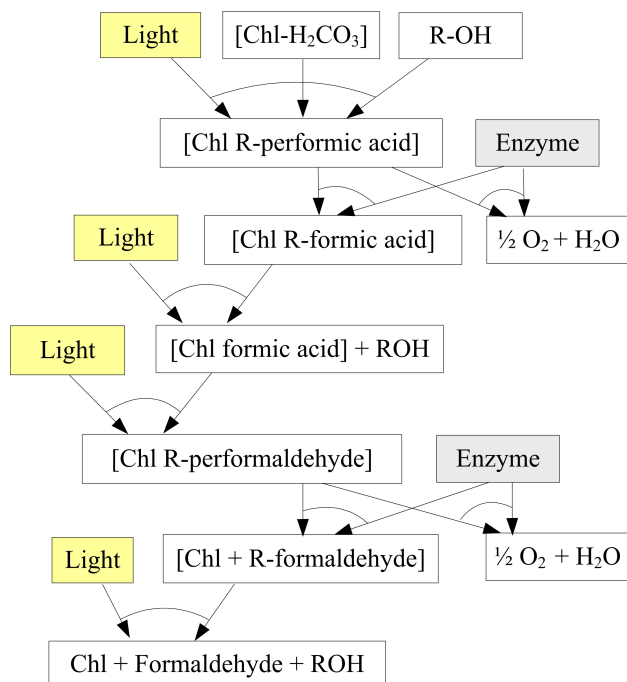 Light
[Chl-H₂CO₃]
R-OH
[Chl R-performic acid]
Enzyme
Light
[Chl R-formic acid]
½ O₂ + H₂O
Light
[Chl formic acid] + ROH
[Chl R-performaldehyde]
Enzyme
Light
[Chl + R-formaldehyde]
½ O₂ + H₂O
Chl + Formaldehyde + ROH